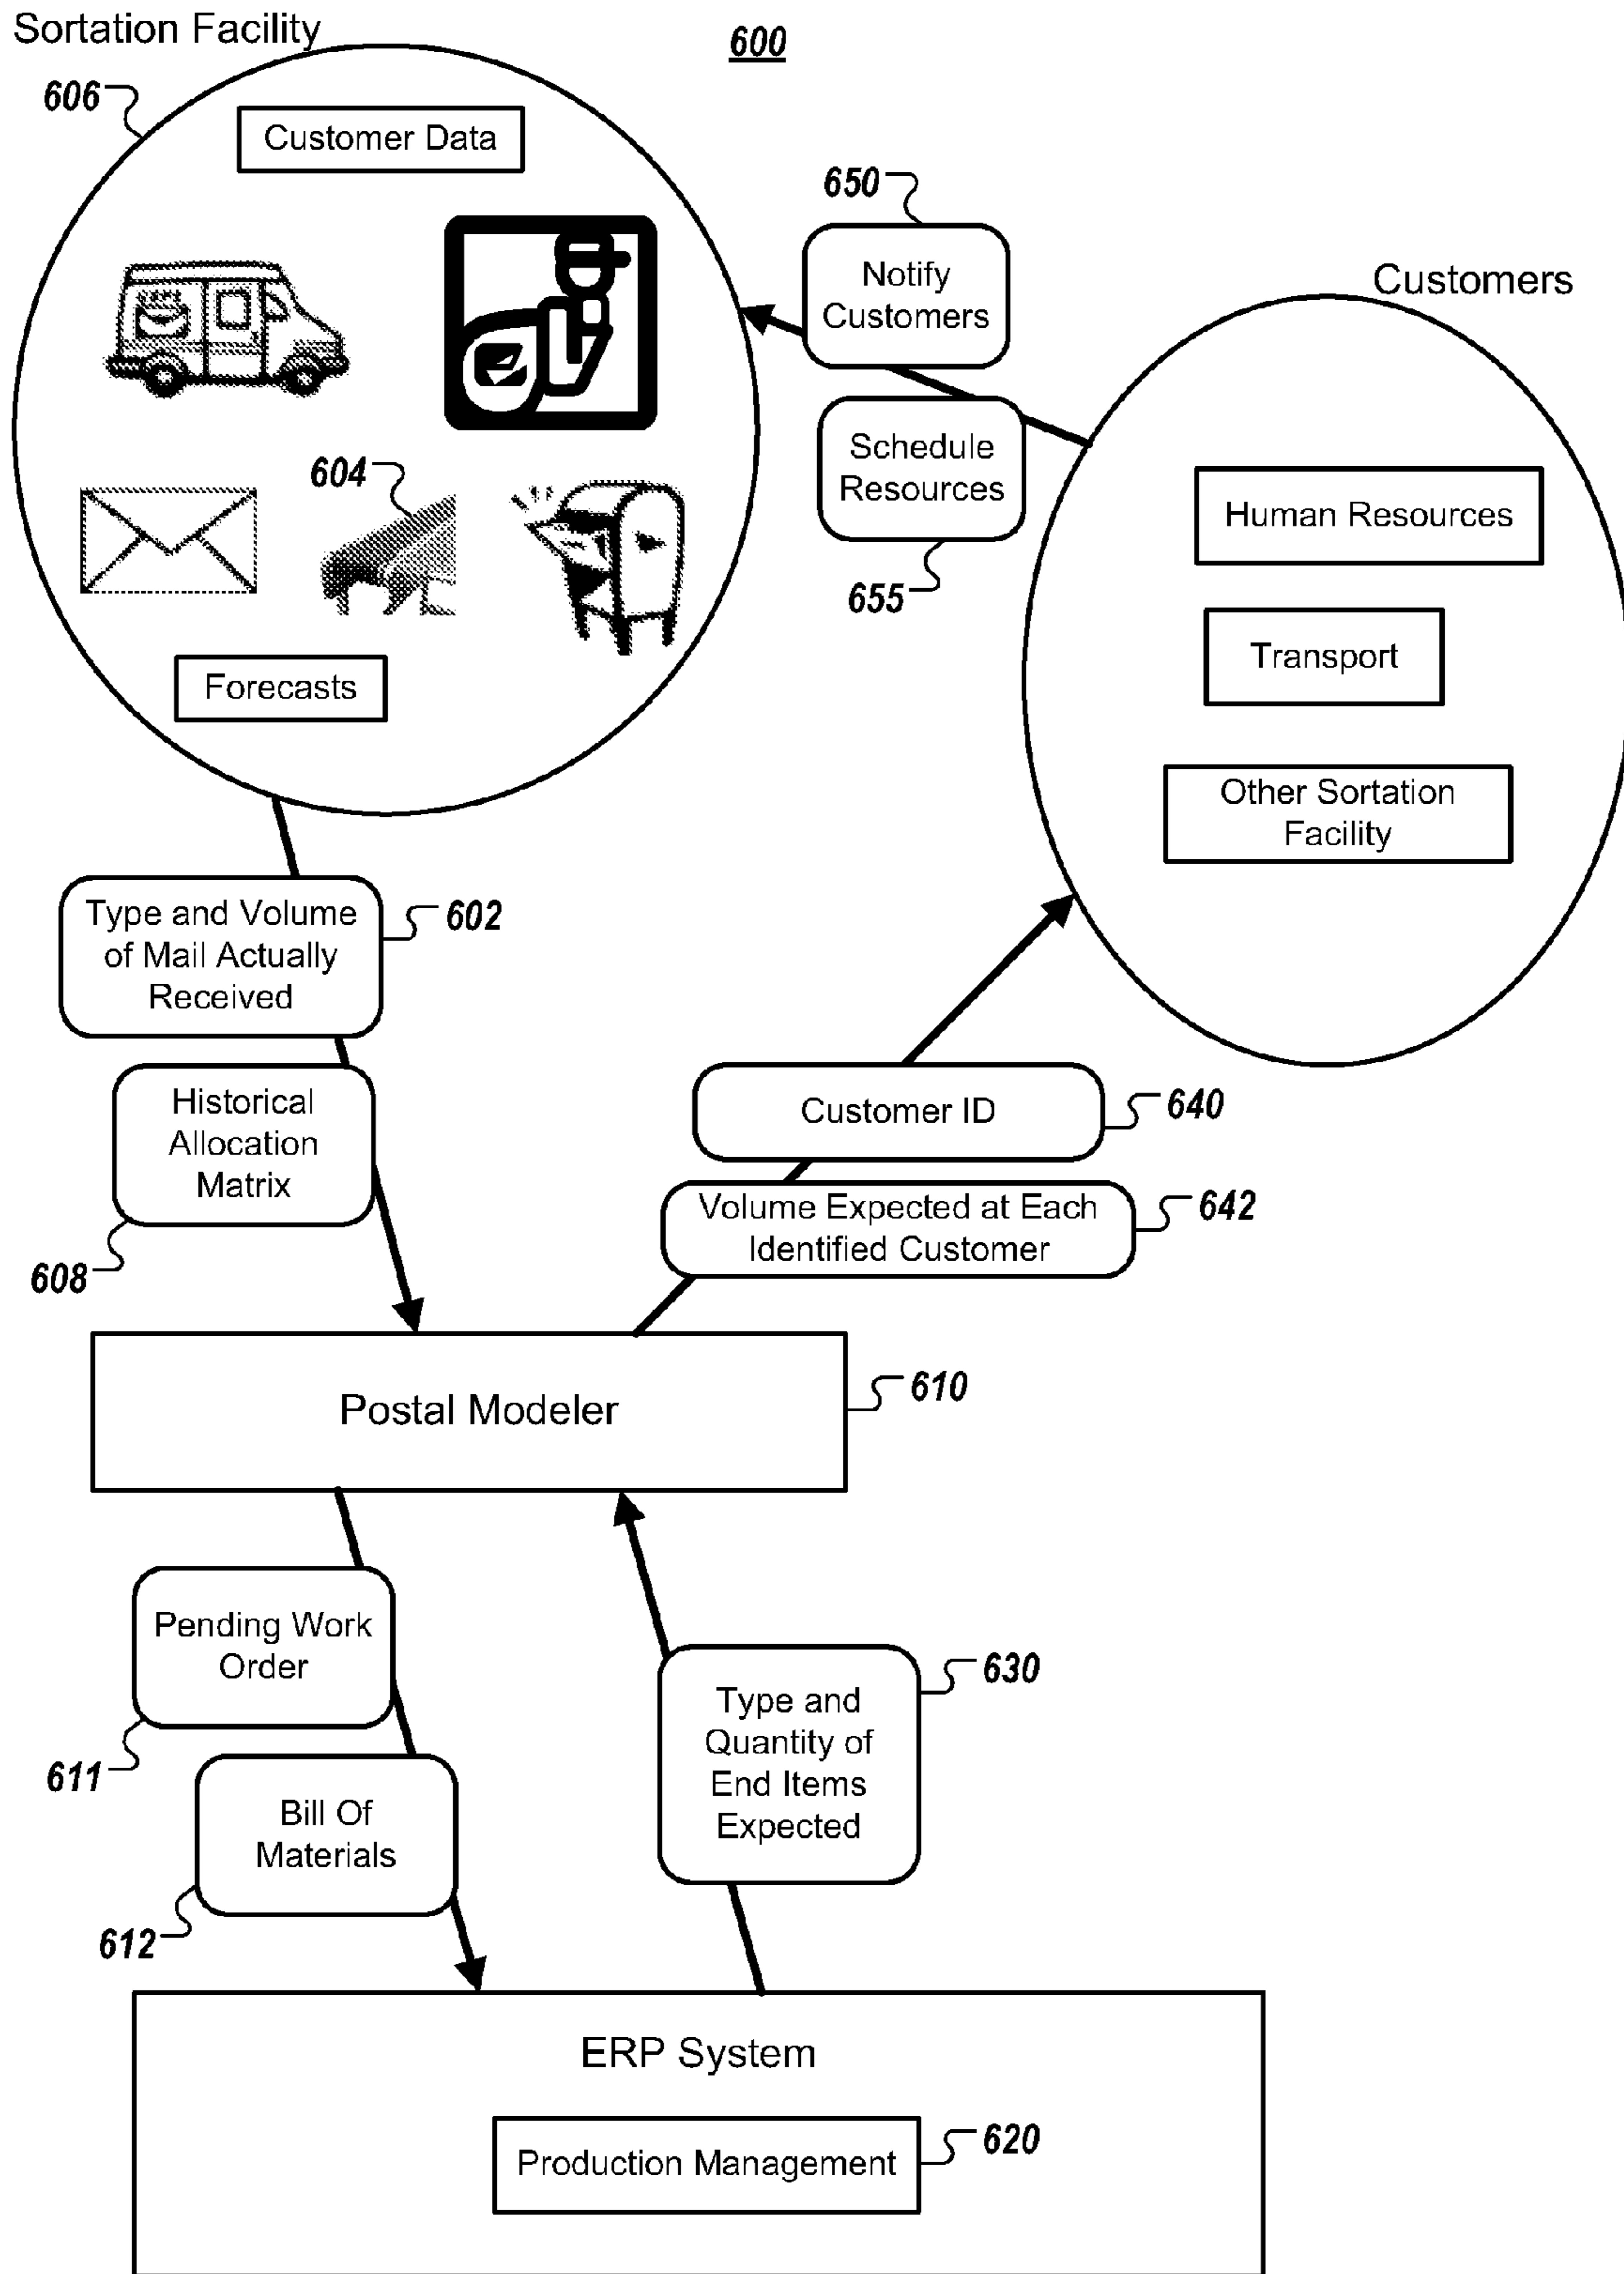 Sortation Facility
600
606
Customer Data
650
Notify
Customers
Customers
604
Schedule
Resources
655
Human Resources
Transport
Other Sortation
Facility
Forecasts
Type and Volume
of Mail Actually
Received
602
Historical
Allocation
Matrix
608
Customer ID
640
Volume Expected at Each
Identified Customer
642
Postal Modeler
610
Pending Work
Order
611
Bill Of
Materials
612
Type and
Quantity of
End Items
Expected
630
ERP System
Production Management
620